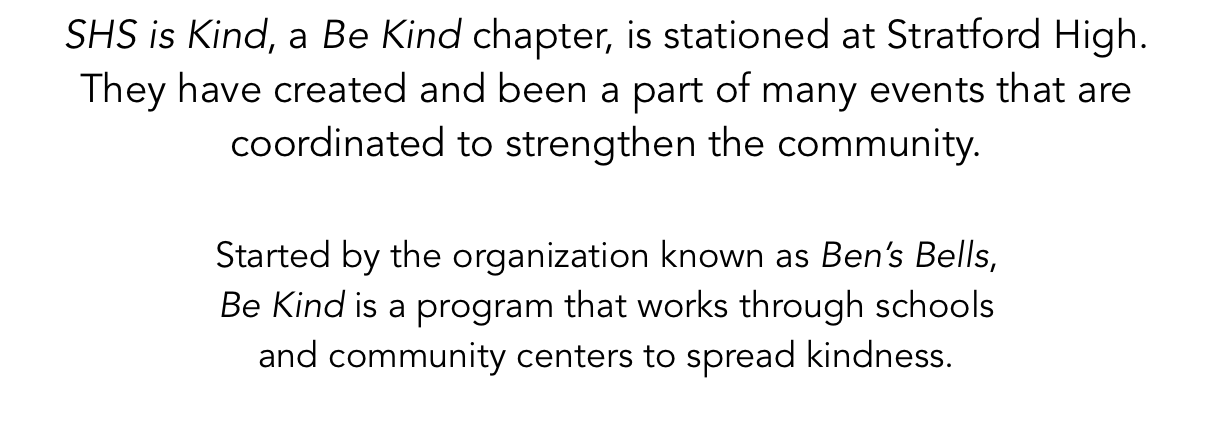 SHS is Kind, a Be Kind chapter, is stationed at Stratford High.
They have created and been a part of many events that are
coordinated to strengthen the community.
Started by the organization known as Ben’s Bells,
Be Kind is a program that works through schools
and community centers to spread kindness.